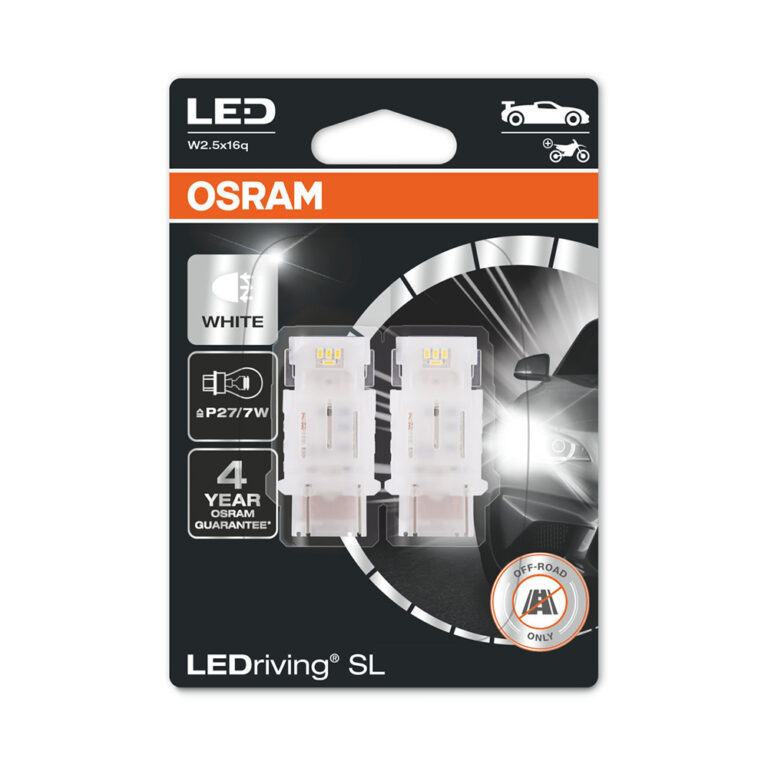 LED
W2.5x16q
OSRAM
WHITE
≙P27/7W
4
YEAR
OSRAM
GUARANTEE*
OFF-ROAD
ONLY
LEDriving® SL